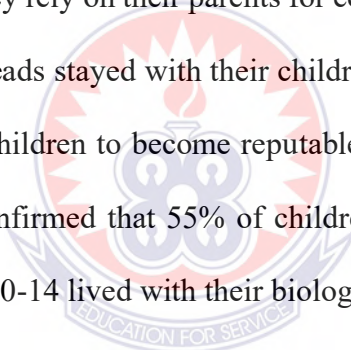 y rely on their parents for c
eads stayed with their childr
hildren to become reputable
nfirmed that 55% of childr
0-14 lived with their biolog
EDUCATION FOR SERVICE